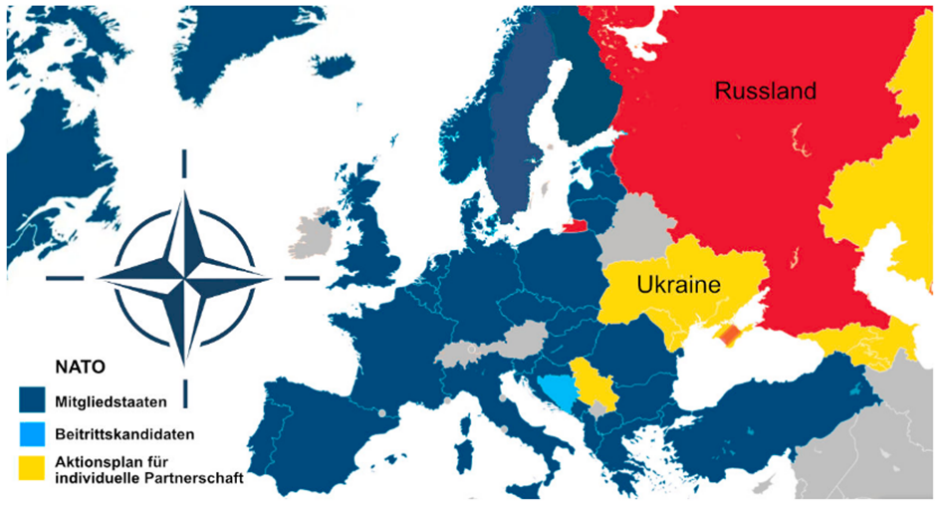 Russland
Ukraine
NATO
Mitgliedstaaten
Beitrittskandidaten
Aktionsplan für
individuelle Partnerschaft